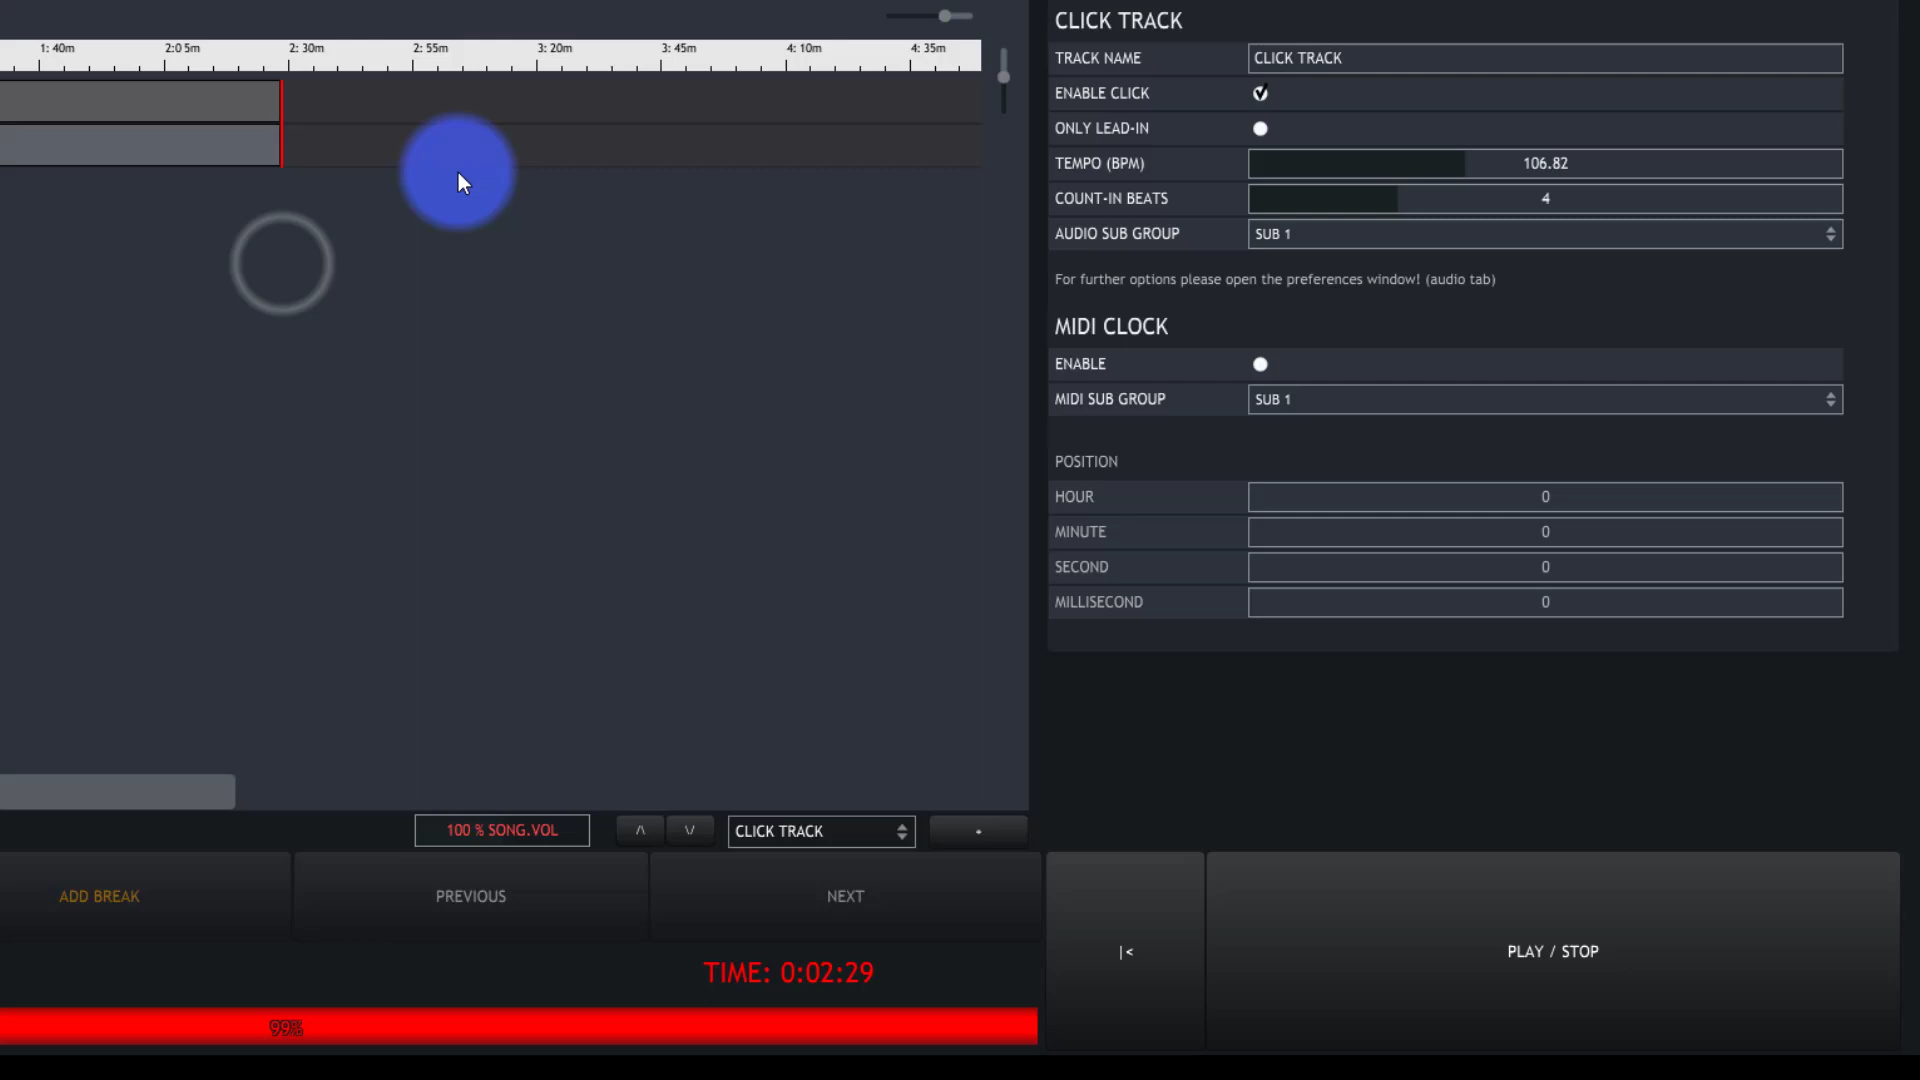 1: 40m 2:0 5m 2: 30m 2: 55m 3: 20m 3: 45m 4: 10m 4: 35m
CLICK TRACK
TRACK NAME CLICK TRACK
ENABLE CLICK
ONLY LEAD-IN
TEMPO (BPM) 106.82
COUNT-IN BEATS 4
AUDIO SUB GROUP SUB 1
For further options please open the preferences window! (audio tab)
MIDI CLOCK
ENABLE
MIDI SUB GROUP SUB 1
POSITION
HOUR 0
MINUTE 0
SECOND 0
MILLISECOND 0
100 % SONG.VOL /\ \/ CLICK TRACK
ADD BREAK PREVIOUS NEXT
|< PLAY / STOP
TIME: 0:02:29
99%